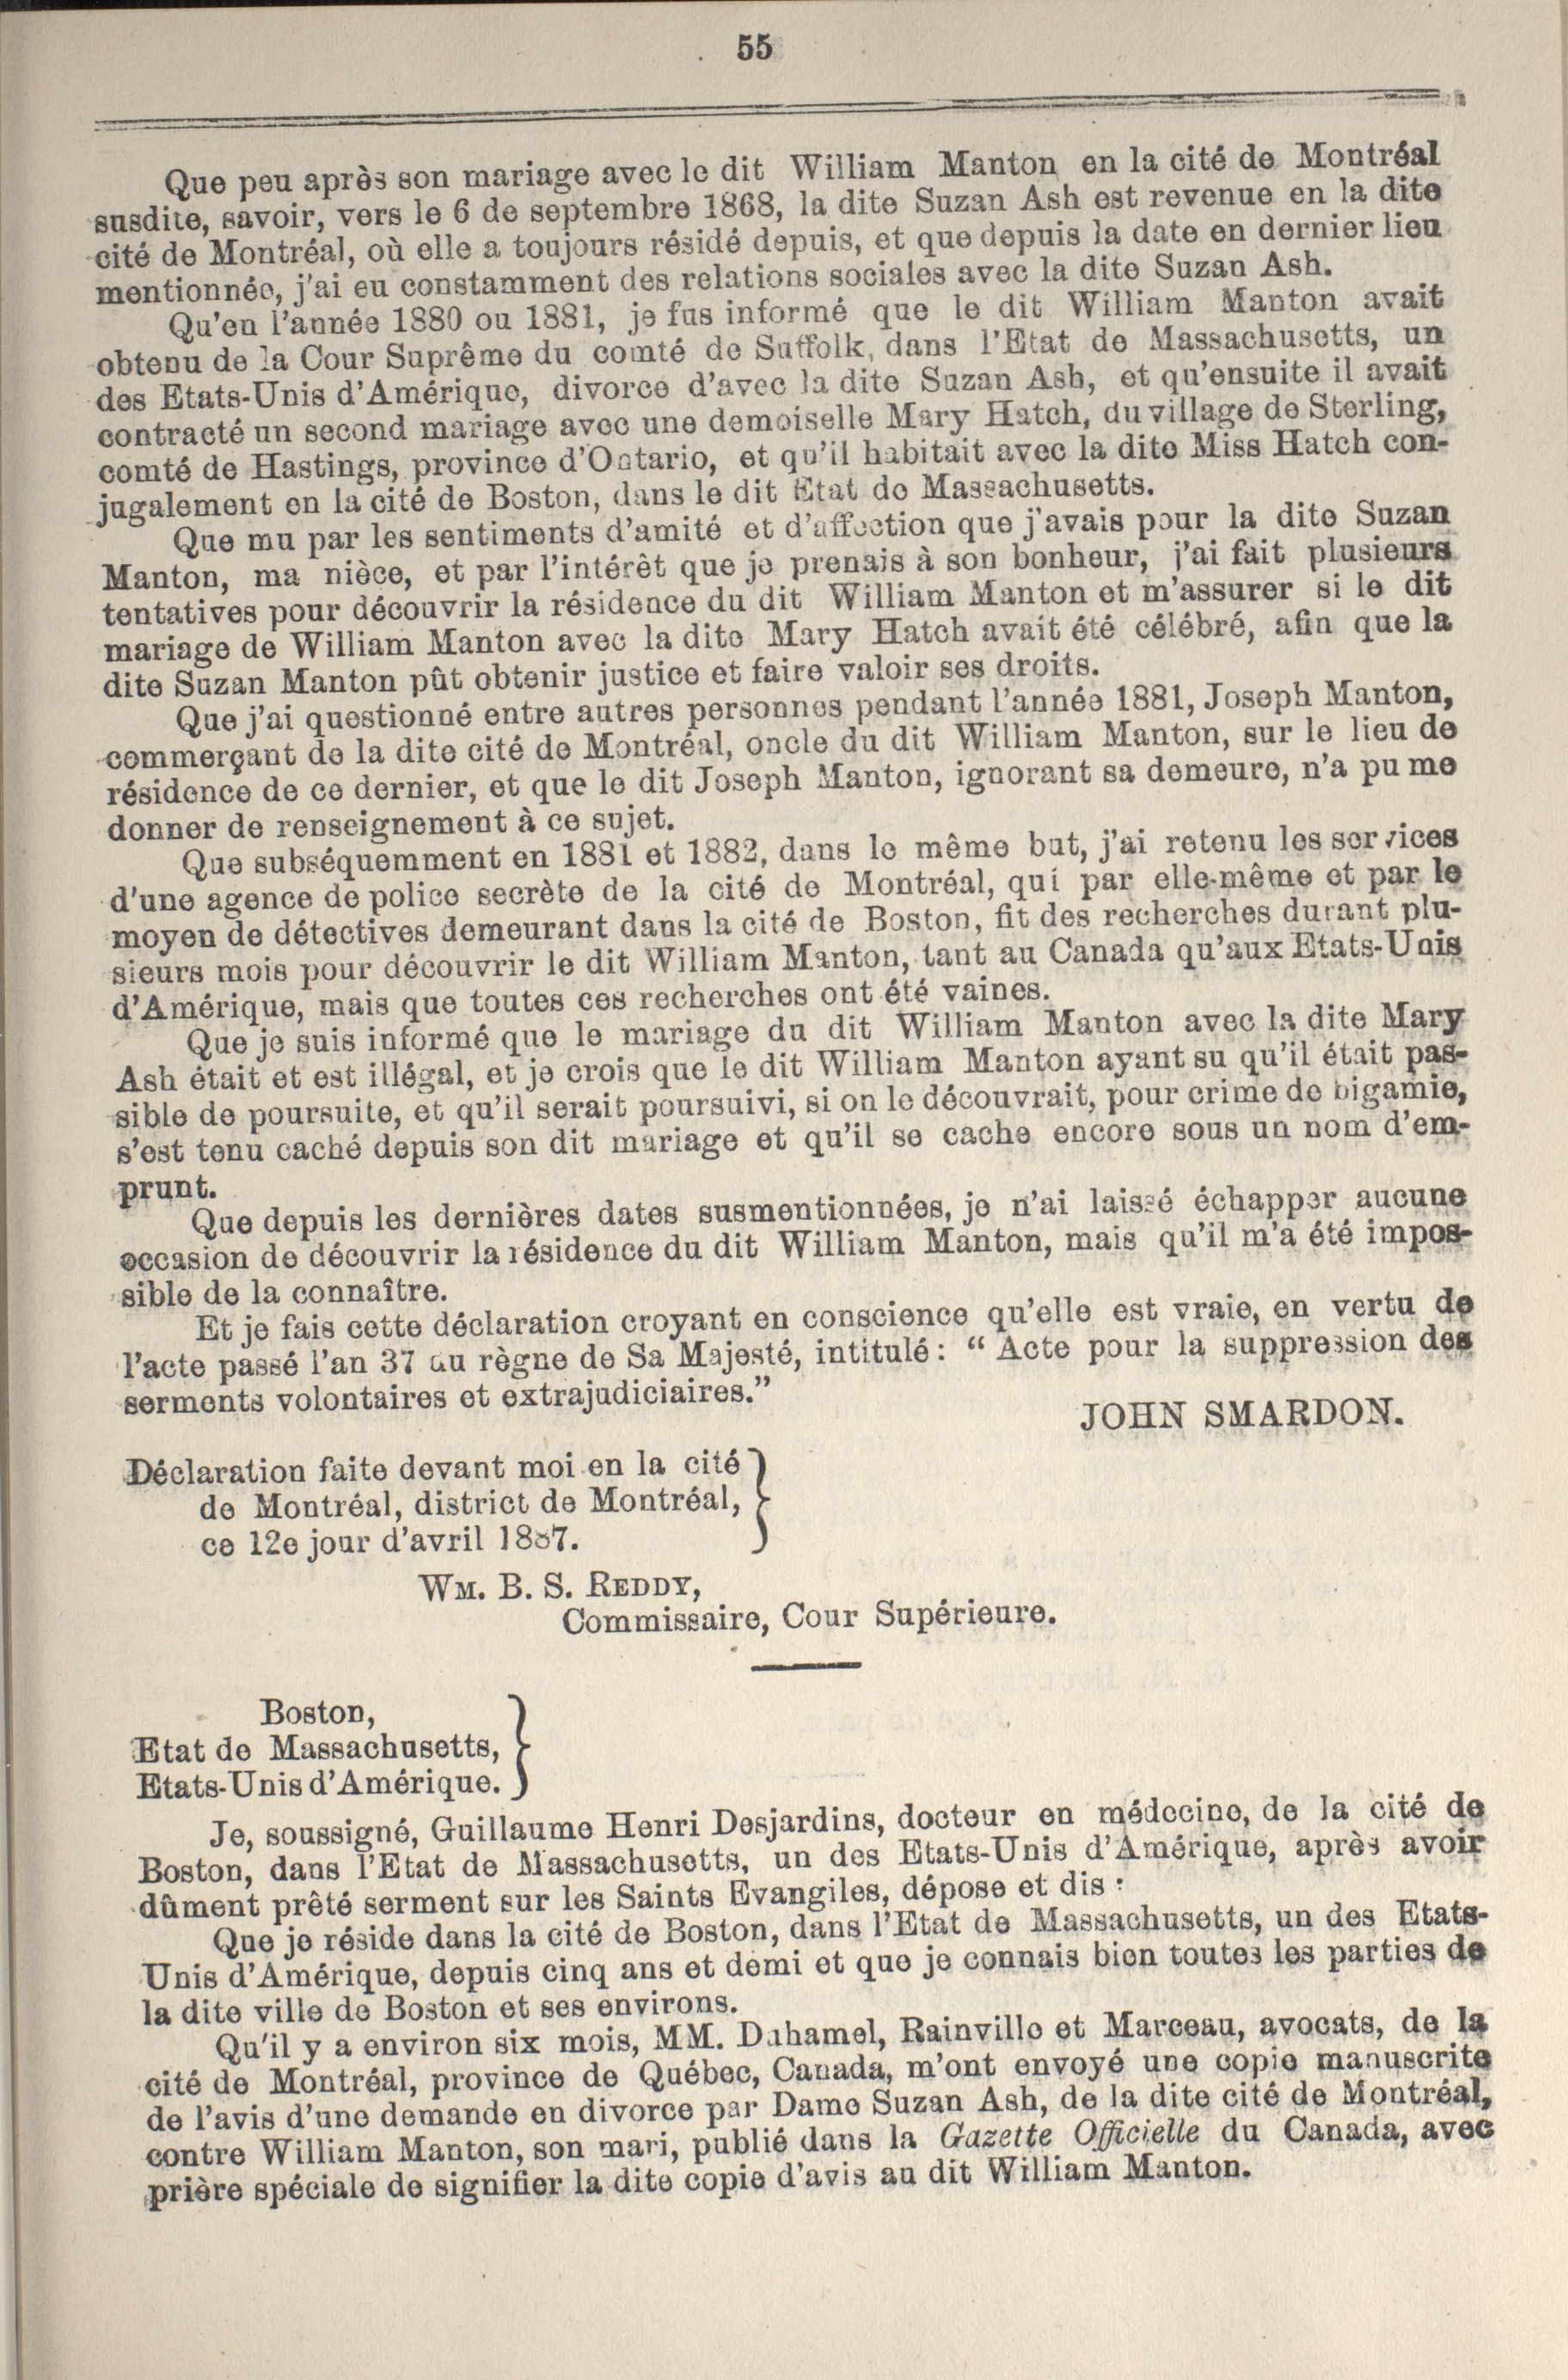 55
Que peu après son mariage avec le dit William Manton en la cité de Montréal
susdite, savoir, vers le 6 de septembre 1868, la dite Suzan Ash est revenue en la dite
cité de Montréal, où elle a toujours résidé depuis, et que depuis la date en dernier lieu
mentionnée, j'ai eu constamment des relations sociales avec la dite Suzan Ash.
Qu'en l'année 1880 ou 1881, je fus informé que le dit William Manton avait
obtenu de la Cour Suprême du comté de Suffolk, dans l'Etat de Massachusetts, un
des Etats-Unis d'Amérique, divorce d'avec la dite Suzan Ash, et qu'ensuite il avait
contracté un second mariage avec une demoiselle Mary Hatch, du village de Sterling,
comté de Hastings, province d'Ontario, et qu'il habitait avec la dite Miss Hatch con-
jugalement en la cité de Boston, dans le dit Etat de Massachusetts.
Que mu par les sentiments d'amité et d'affection que j'avais pour la dite Suzan
Manton, ma nièce, et par l'intérêt que je prenais à son bonheur, j'ai fait plusieurs
tentatives pour découvrir la résidence du dit William Manton et m'assurer si le dit
mariage de William Manton avec la dite Mary Hatch avait été célébré, afin que la
dite Suzan Manton pût obtenir justice et faire valoir ses droits.
Que j'ai questionné entre autres personnes pendant l'année 1881, Joseph Manton,
commerçant de la dite cité de Montréal, oncle du dit William Manton, sur le lieu de
résidence de ce dernier, et que le dit Joseph Manton, ignorant sa demeure, n'a pu me
donner de renseignement à ce sujet.
Que subséquemment en 1881 et 1882, dans le même but, j'ai retenu les services
d'une agence de police secrète de la cité de Montréal, qui par elle-même et par le
moyen de détectives demeurant dans la cité de Boston, fit des recherches durant plu-
sieurs mois pour découvrir le dit William Manton, tant au Canada qu'aux Etats-Unis
d'Amérique, mais que toutes ces recherches ont été vaines.
Que je suis informé que le mariage du dit William Manton avec la dite Mary
Ash était et est illégal, et je crois que le dit William Manton ayant su qu'il était pas-
sible de poursuite, et qu'il serait poursuivi, si on le découvrait, pour crime de bigamie,
s'est tenu caché depuis son dit mariage et qu'il se cache encore sous un nom d'em-
prunt.
Que depuis les dernières dates susmentionnées, je n'ai laissé échapper aucune
occasion de découvrir la résidence du dit William Manton, mais qu'il m'a été impos-
sible de la connaître.
Et je fais cette déclaration croyant en conscience qu'elle est vraie, en vertu de
l'acte passé l'an 37 du règne de Sa Majesté, intitulé : “ Acte pour la suppression des
serments volontaires et extrajudiciaires.”
JOHN SMARDON.
Déclaration faite devant moi en la cité
de Montréal, district de Montréal,
ce 12e jour d'avril 1887.
WM. B. S. REDDY,
Commissaire, Cour Supérieure.
Boston,
Etat de Massachusetts,
Etats-Unis d'Amérique.
Je, soussigné, Guillaume Henri Desjardins, docteur en médecine, de la cité de
Boston, dans l'Etat de Massachusetts, un des Etats-Unis d'Amérique, après avoir
dûment prêté serment sur les Saints Evangiles, dépose et dis :
Que je réside dans la cité de Boston, dans l'Etat de Massachusetts, un des Etats-
Unis d'Amérique, depuis cinq ans et demi et que je connais bien toutes les parties de
la dite ville de Boston et ses environs.
Qu'il y a environ six mois, MM. Duhamel, Rainville et Marceau, avocats, de la
cité de Montréal, province de Québec, Canada, m'ont envoyé une copie manuscrite
de l'avis d'une demande en divorce par Dame Suzan Ash, de la dite cité de Montréal,
contre William Manton, son mari, publié dans la Gazette Officielle du Canada, avec
prière spéciale de signifier la dite copie d'avis au dit William Manton.